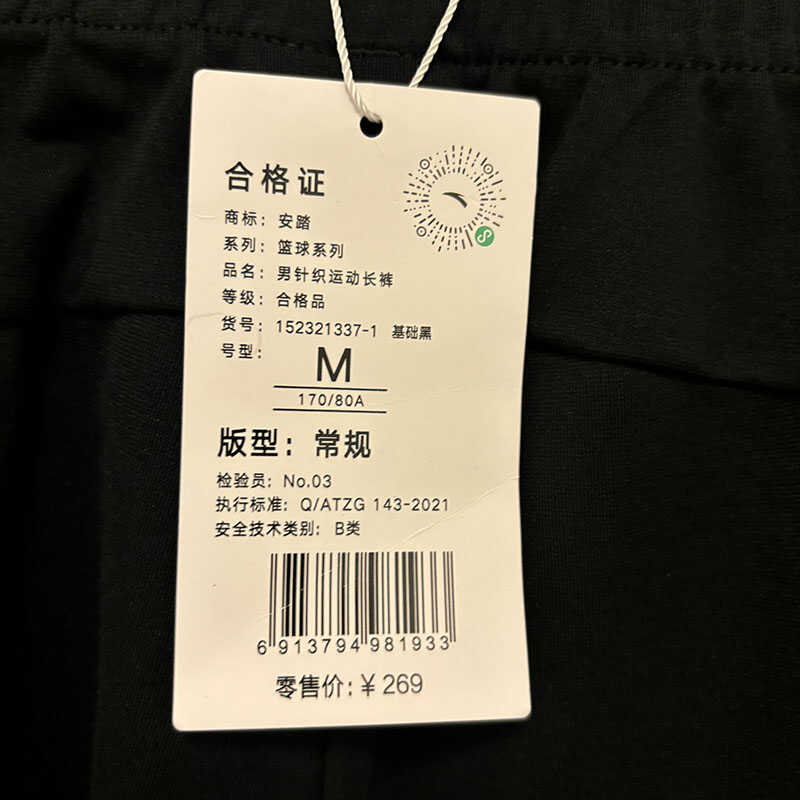 合格证
商标：安踏
系列：篮球系列
品名：男针织运动长裤
等级：合格品
货号：152321337-1 基础黑
号型：M
170/80A
版型：常规
检验员：No.03
执行标准：Q/ATZG 143-2021
安全技术类别：B类
6 913794 981933
零售价:￥269